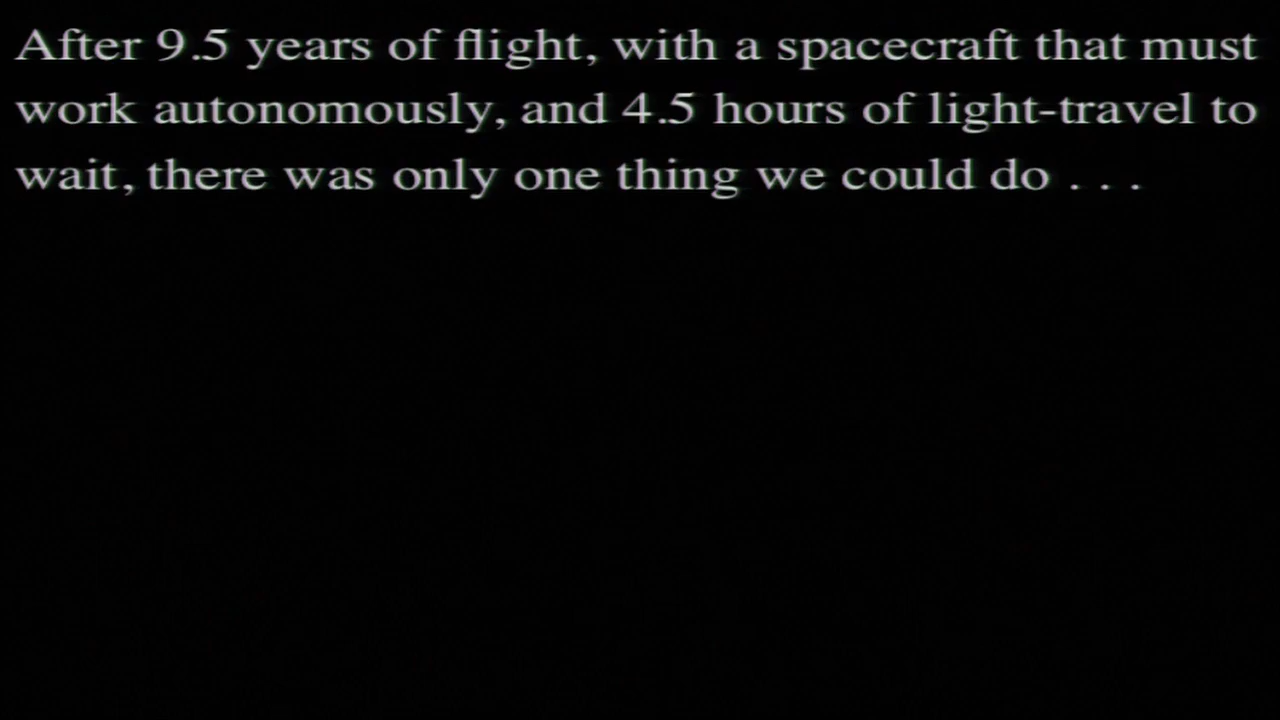 After 9.5 years of flight, with a spacecraft that must
work autonomously, and 4.5 hours of light-travel to
wait, there was only one thing we could do . . .